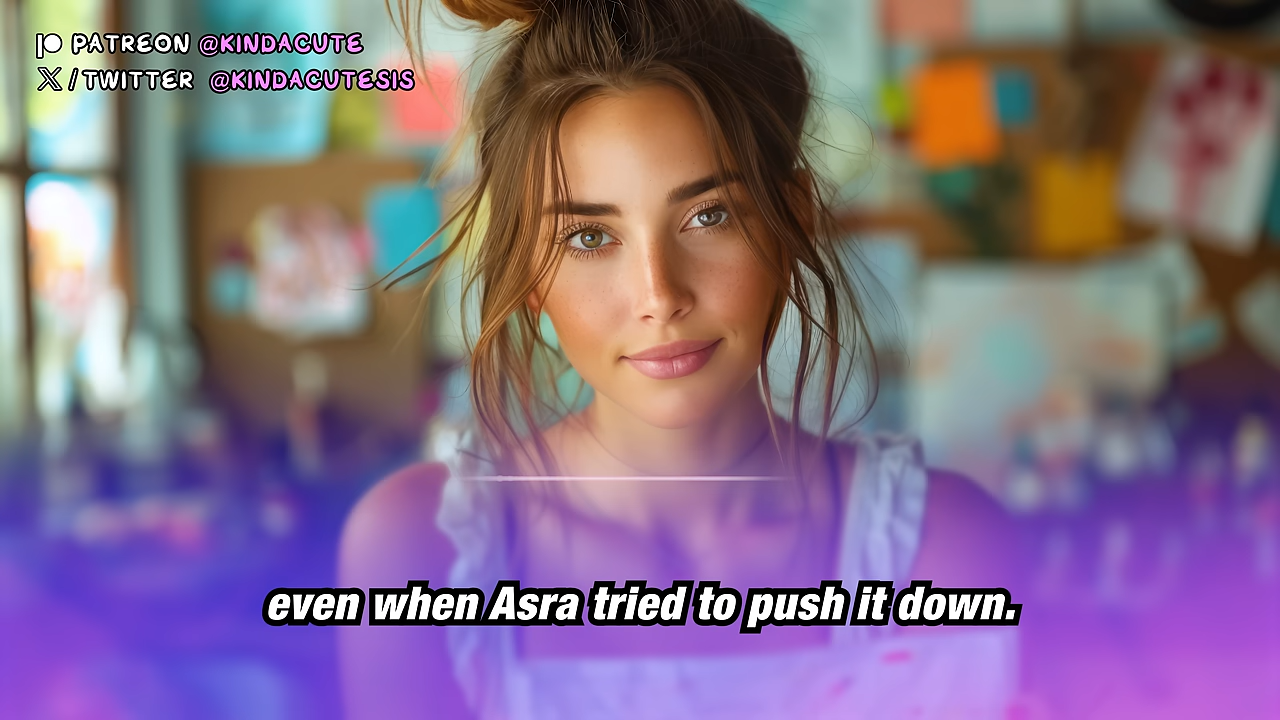 PATREON @KINDACUTE
X/TWITTER @KINDACUTESIS
even when Asra tried to push it down.